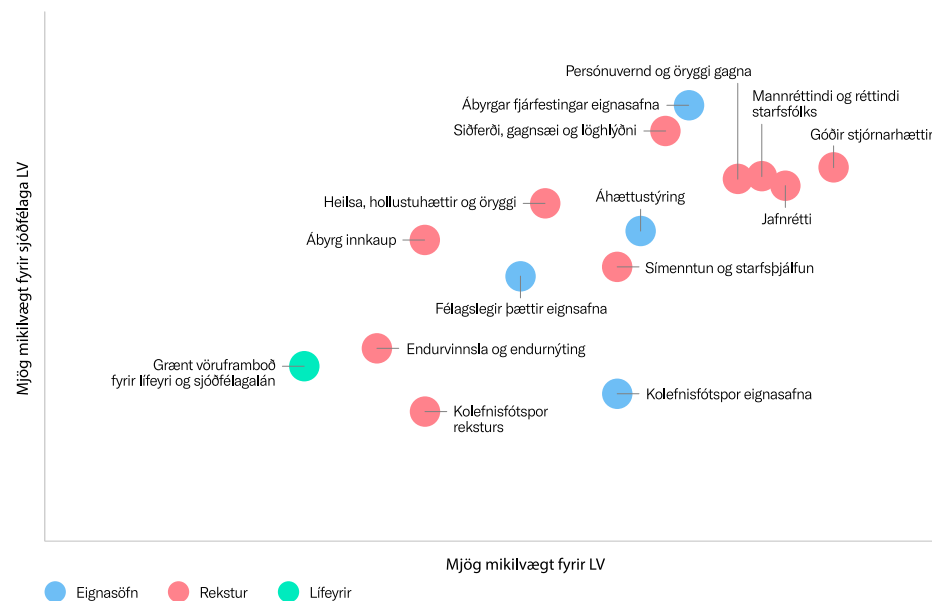 Persónuvernd og öryggi gagna
Mannréttindi og réttindi
starfsfólks
Ábyrgar fjárfestingar eignasafna
Siðferði, gagnsæi og löghlýðni
Góðir stjórnarhættir
Jafnrétti
Heilsa, hollustuhættir og öryggi
Áhættustýring
Ábyrg innkaup
Símenntun og starfsþjálfun
Félagslegir þættir eignsafna
Endurvinnsla og endurnýting
Grænt vöruframboð
fyrir lífeyri og sjóðfélagalán
Kolefnisfótspor eignasafna
Kolefnisfótspor
reksturs
Mjög mikilvægt fyrir sjóðfélaga LV
Mjög mikilvægt fyrir LV
Eignasöfn
Rekstur
Lífeyrir